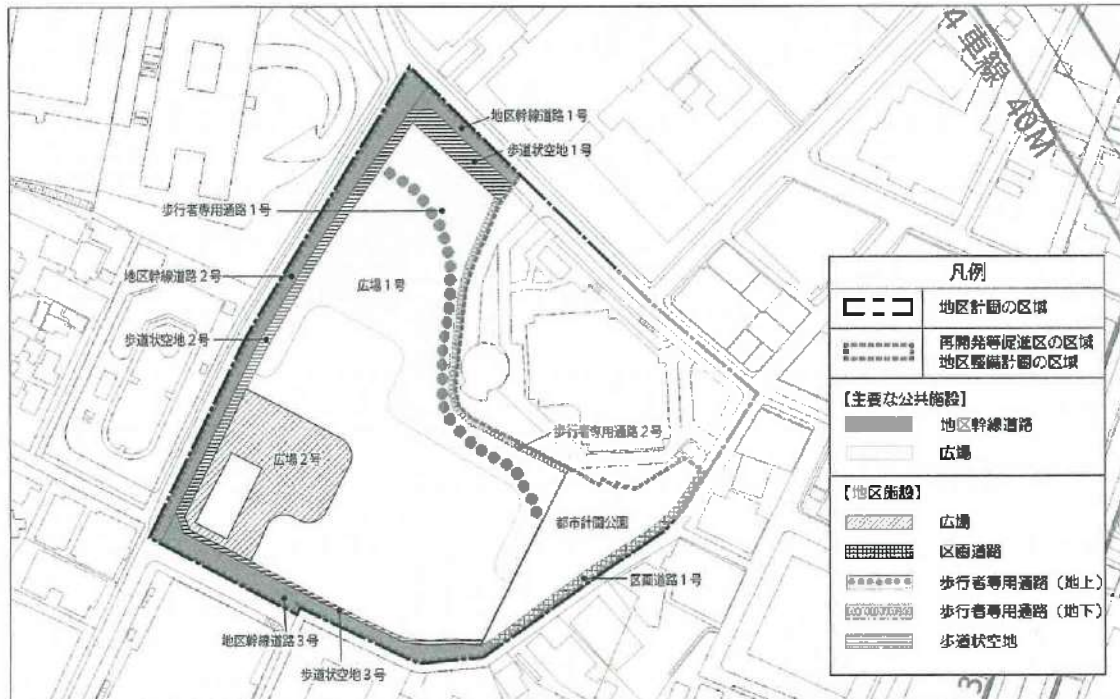 4車線 40M
地区幹線道路1号
歩道状空地1号
歩行者専用通路1号
地区幹線道路2号
広場1号
歩道状空地2号
歩行者専用通路2号
広場2号
都市計画公園
区画道路1号
地区幹線道路3号
歩道状空地3号
凡例
地区計画の区域
再開発等促進区の区域
地区整備計画の区域
【主要な公共施設】
地区幹線道路
広場
【地区施設】
広場
区画道路
歩行者専用通路（地上）
歩行者専用通路（地下）
歩道状空地
3